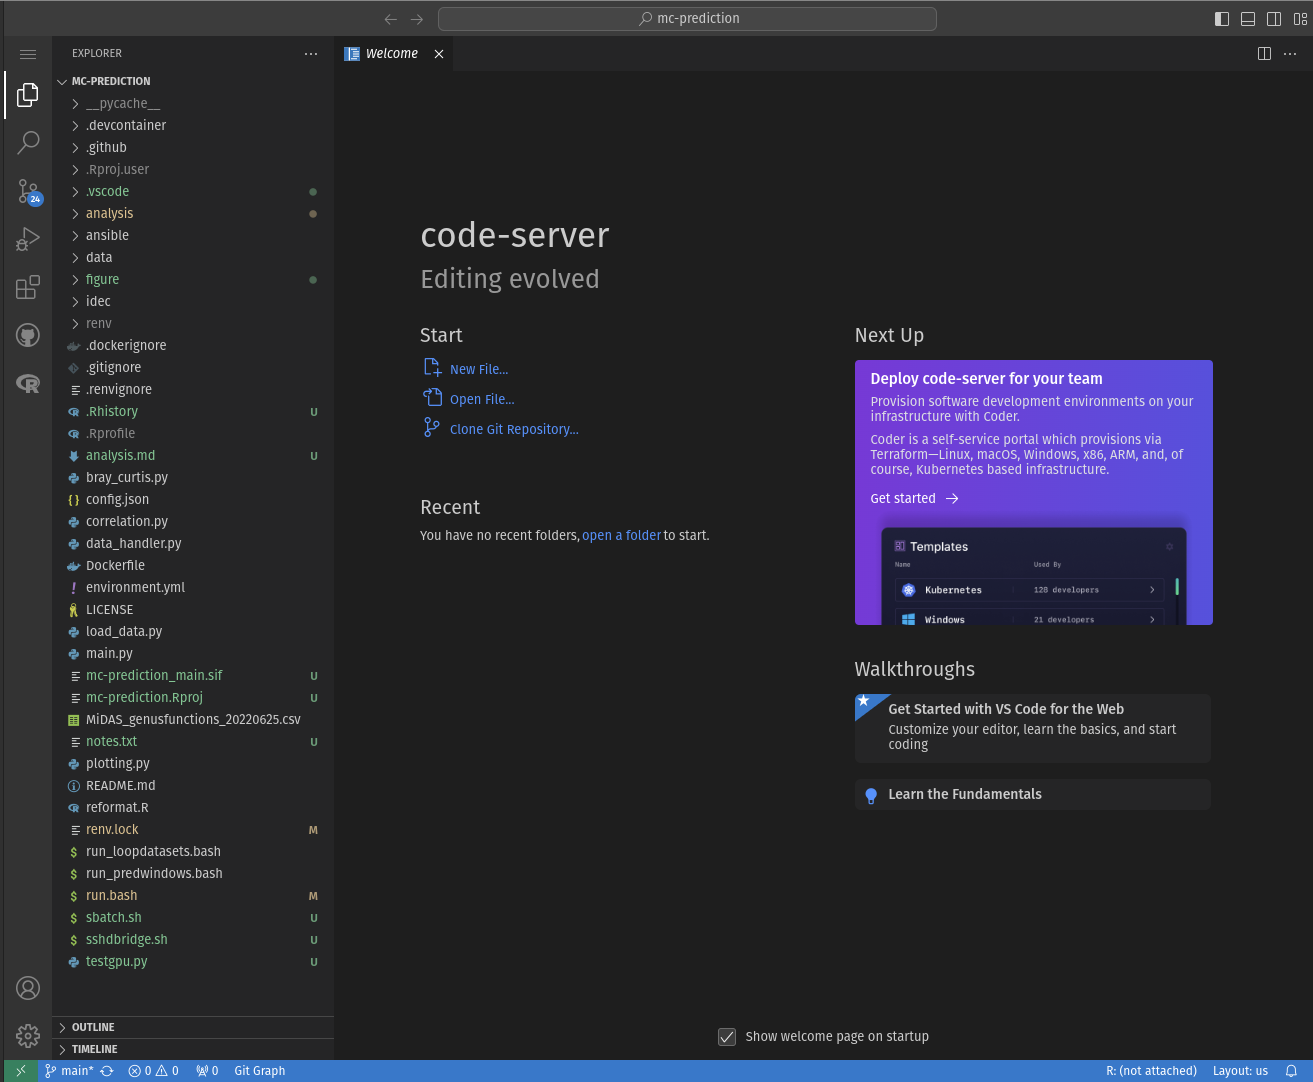 mc-prediction
EXPLORER
Welcome
MC-PREDICTION
__pycache__
.devcontainer
.github
.Rproj.user
.vscode
analysis
ansible
data
figure
idec
renv
.dockerignore
.gitignore
.renvignore
.Rhistory U
.Rprofile
analysis.md U
bray_curtis.py
config.json
correlation.py
data_handler.py
Dockerfile
environment.yml
LICENSE
load_data.py
main.py
mc-prediction_main.sif U
mc-prediction.Rproj U
MiDAS_genusfunctions_20220625.csv
notes.txt U
plotting.py
README.md
reformat.R
renv.lock M
run_loopdatasets.bash
run_predwindows.bash
run.bash M
sbatch.sh U
sshdbridge.sh U
testgpu.py U
OUTLINE
TIMELINE
24
code-server
Editing evolved
Start
New File...
Open File...
Clone Git Repository...
Recent
You have no recent folders, open a folder to start.
Next Up
Deploy code-server for your team
Provision software development environments on your
infrastructure with Coder.
Coder is a self-service portal which provisions via
Terraform—Linux, macOS, Windows, x86, ARM, and, of
course, Kubernetes based infrastructure.
Get started
Templates
Name Used By
Kubernetes 128 developers
Windows 21 developers
Walkthroughs
Get Started with VS Code for the Web
Customize your editor, learn the basics, and start
coding
Learn the Fundamentals
Show welcome page on startup
main* 0 0 0 Git Graph R: (not attached) Layout: us